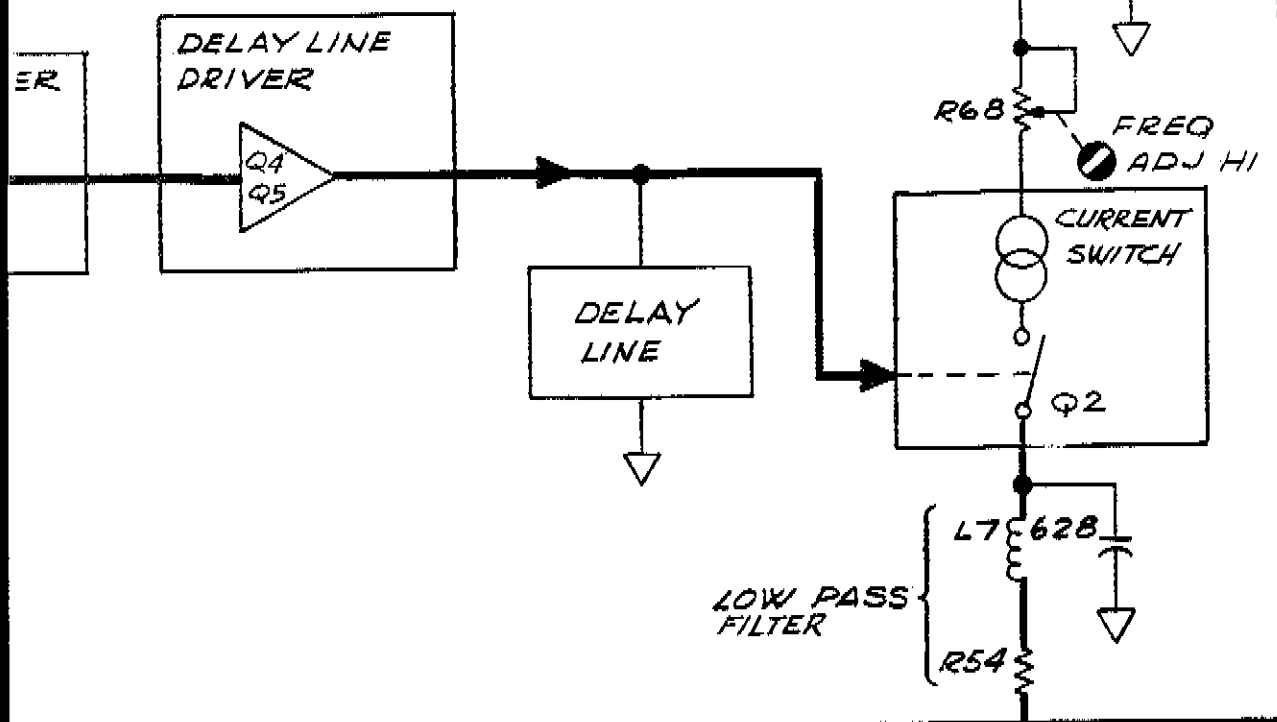 ER
DELAY LINE
DRIVER
Q4
Q5
R68
FREQ
ADJ HI
CURRENT
SWITCH
Q2
DELAY
LINE
L7
628
LOW PASS
FILTER
R54